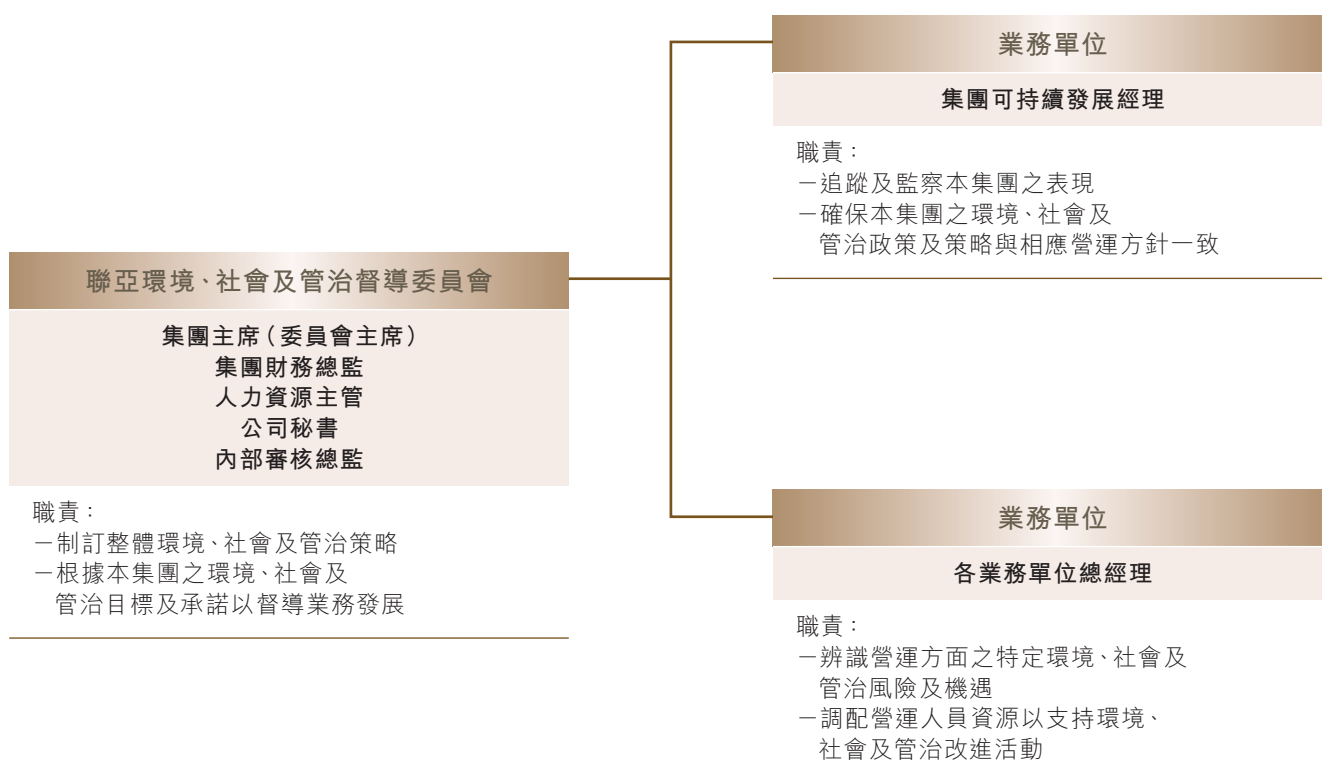 聯亞環境、社會及管治督導委員會
集團主席（委員會主席）
集團財務總監
人力資源主管
公司秘書
內部審核總監
職責：
－制訂整體環境、社會及管治策略
－根據本集團之環境、社會及
管治目標及承諾以督導業務發展
業務單位
集團可持續發展經理
職責：
－追蹤及監察本集團之表現
－確保本集團之環境、社會及
管治政策及策略與相應營運方針一致
業務單位
各業務單位總經理
職責：
－辨識營運方面之特定環境、社會及
管治風險及機遇
－調配營運人員資源以支持環境、
社會及管治改進活動